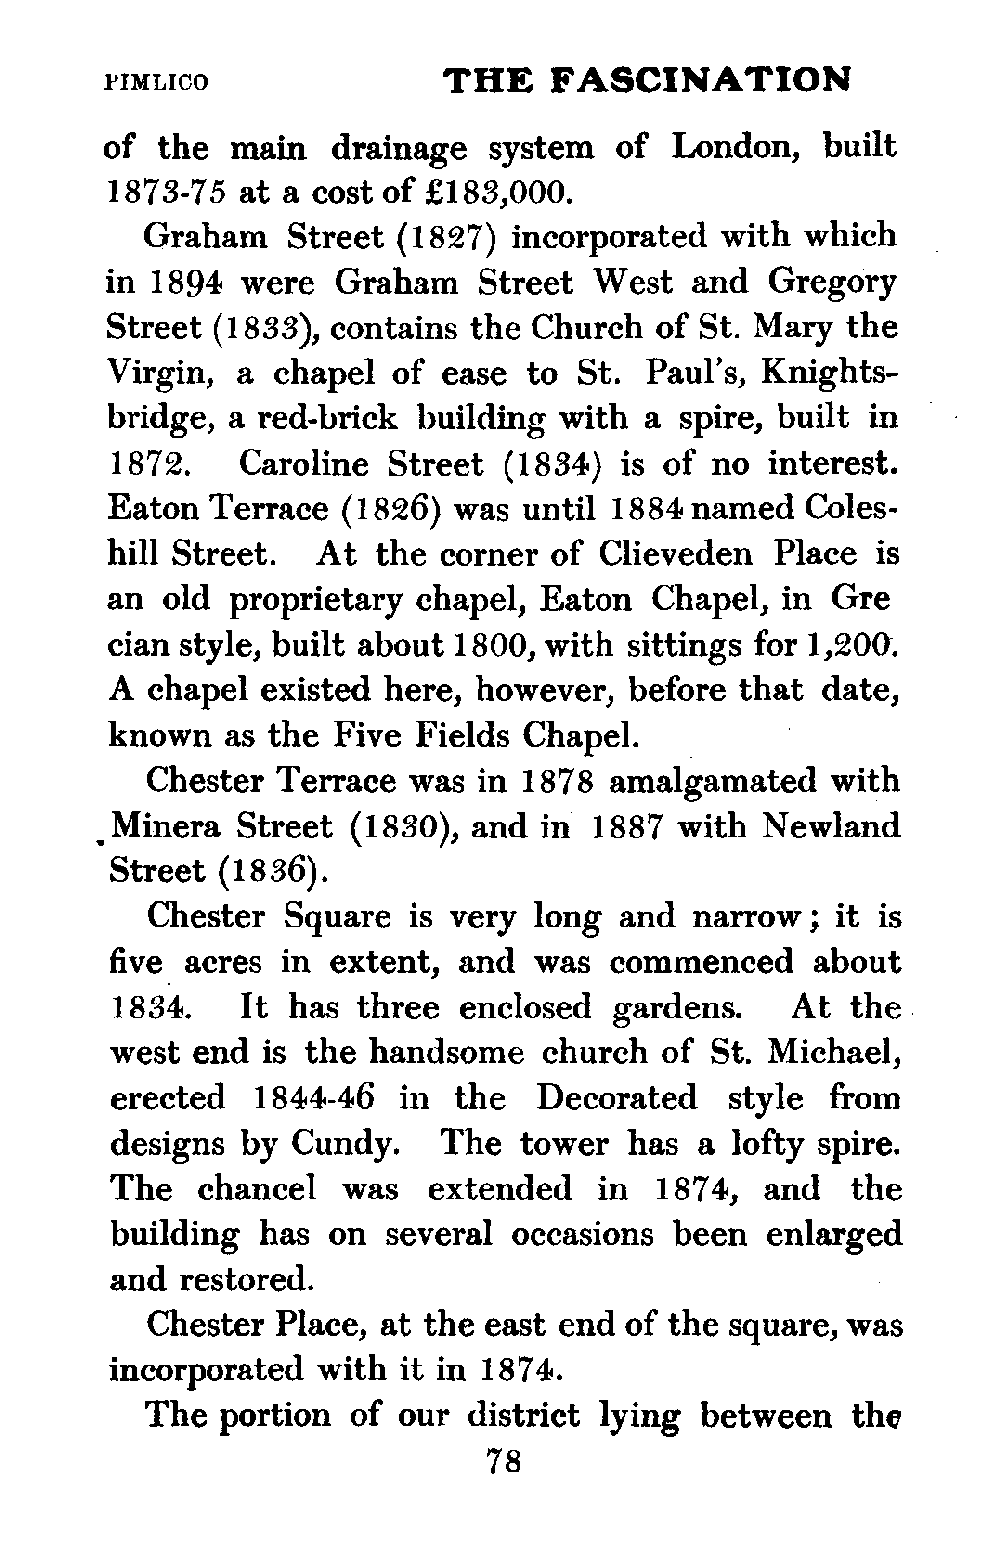 PIMLICO THE FASCINATION
of the main drainage system of London, built
1873-75 at a cost of £183,000.
Graham Street (1827) incorporated with which
in 1894 were Graham Street West and Gregory
Street (1833), contains the Church of St. Mary the
Virgin, a chapel of ease to St. Paul's, Knights-
bridge, a red-brick building with a spire, built in
1872. Caroline Street (1834) is of no interest.
Eaton Terrace (1826) was until 1884 named Coles-
hill Street. At the corner of Clieveden Place is
an old proprietary chapel, Eaton Chapel, in Gre
cian style, built about 1800, with sittings for 1,200.
A chapel existed here, however, before that date,
known as the Five Fields Chapel.
Chester Terrace was in 1878 amalgamated with
Minera Street (1830), and in 1887 with Newland
Street (1836).
Chester Square is very long and narrow; it is
five acres in extent, and was commenced about
1834. It has three enclosed gardens. At the
west end is the handsome church of St. Michael,
erected 1844-46 in the Decorated style from
designs by Cundy. The tower has a lofty spire.
The chancel was extended in 1874, and the
building has on several occasions been enlarged
and restored.
Chester Place, at the east end of the square, was
incorporated with it in 1874.
The portion of our district lying between the
78